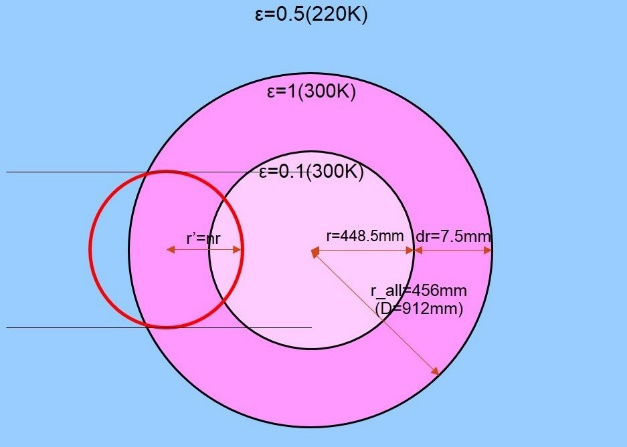 ε=0.5(220K)
ε=1(300K)
ε=0.1(300K)
r’=nr
r=448.5mm
dr=7.5mm
r_all=456mm
(D=912mm)